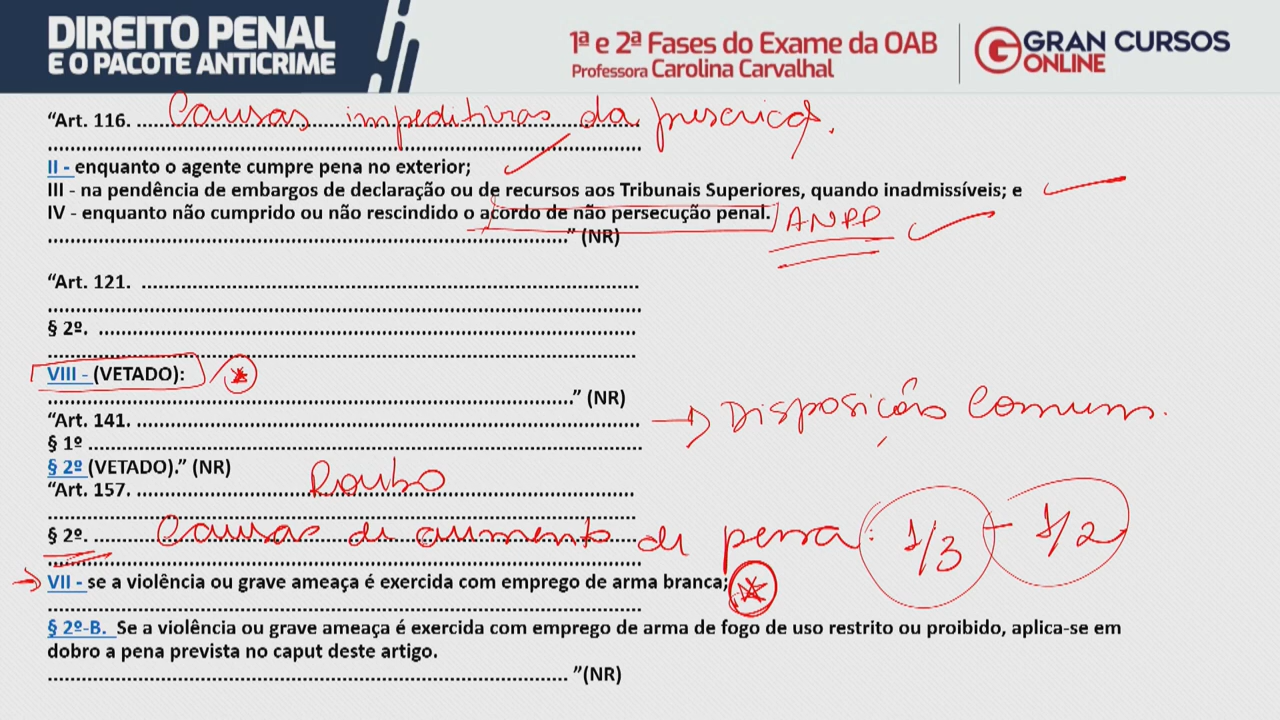 DIREITO PENAL
E O PACOTE ANTICRIME
1ª e 2ª Fases do Exame da OAB
Professora Carolina Carvalhal
GRAN CURSOS
ONLINE
“Art. 116. ........................................................................................... Causas impeditivas da prescrição.
...........................................................................................
II - enquanto o agente cumpre pena no exterior;
III - na pendência de embargos de declaração ou de recursos aos Tribunais Superiores, quando inadmissíveis; e
IV - enquanto não cumprido ou não rescindido o acordo de não persecução penal. ANPP
...........................................................................................” (NR)
“Art. 121. ...........................................................................................
...........................................................................................
§ 2º. ...........................................................................................
...........................................................................................
VIII - (VETADO):
...........................................................................................” (NR)
“Art. 141. ........................................................................................... → Disposição Comum.
§ 1º ...........................................................................................
§ 2º (VETADO).” (NR)
“Art. 157. ........................................................................................... Roubo
...........................................................................................
§ 2º. ........................................................................................... Causas de aumento de pena: 1/3 - 1/2
...........................................................................................
VII - se a violência ou grave ameaça é exercida com emprego de arma branca;
...........................................................................................
§ 2º-B. Se a violência ou grave ameaça é exercida com emprego de arma de fogo de uso restrito ou proibido, aplica-se em
dobro a pena prevista no caput deste artigo.
........................................................................................... ”(NR)